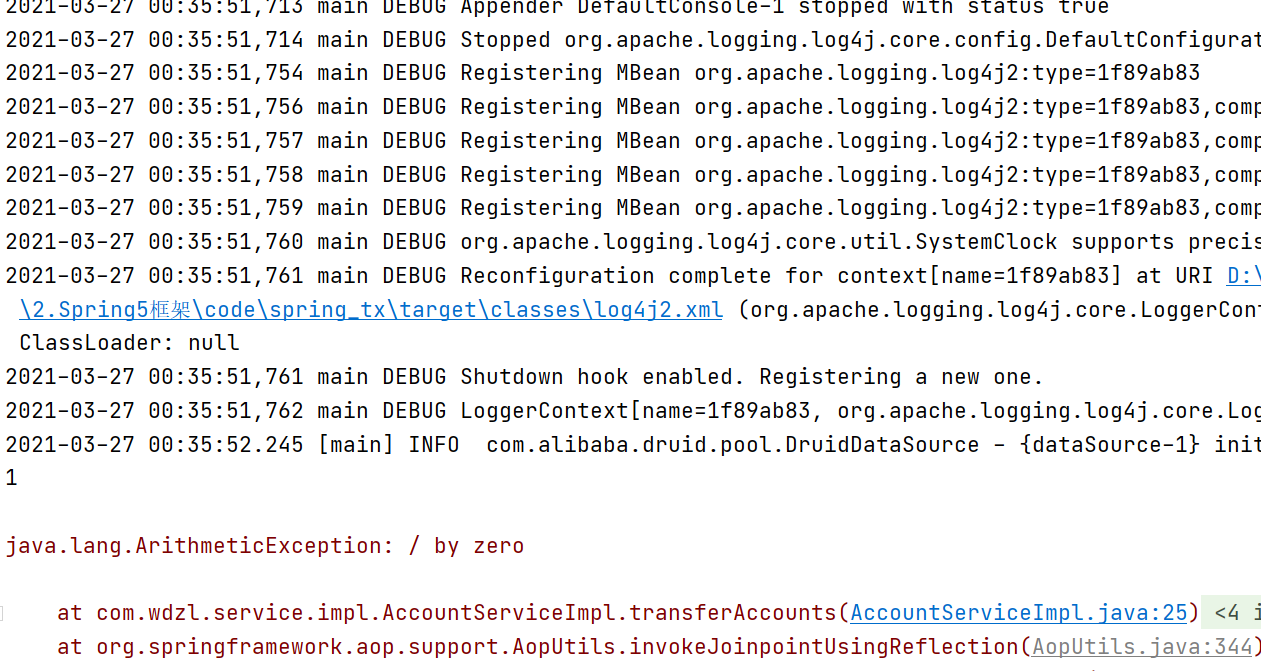 2021-03-27 00:35:51,713 main DEBUG Appender DefaultConsole-1 stopped with status true
2021-03-27 00:35:51,714 main DEBUG Stopped org.apache.logging.log4j.core.config.DefaultConfigurat
2021-03-27 00:35:51,754 main DEBUG Registering MBean org.apache.logging.log4j2:type=1f89ab83
2021-03-27 00:35:51,756 main DEBUG Registering MBean org.apache.logging.log4j2:type=1f89ab83,comp
2021-03-27 00:35:51,757 main DEBUG Registering MBean org.apache.logging.log4j2:type=1f89ab83,comp
2021-03-27 00:35:51,758 main DEBUG Registering MBean org.apache.logging.log4j2:type=1f89ab83,comp
2021-03-27 00:35:51,759 main DEBUG Registering MBean org.apache.logging.log4j2:type=1f89ab83,comp
2021-03-27 00:35:51,760 main DEBUG org.apache.logging.log4j.core.util.SystemClock supports precis
2021-03-27 00:35:51,761 main DEBUG Reconfiguration complete for context[name=1f89ab83] at URI D:\
\2.Spring5框架\code\spring_tx\target\classes\log4j2.xml (org.apache.logging.log4j.core.LoggerCont
ClassLoader: null
2021-03-27 00:35:51,761 main DEBUG Shutdown hook enabled. Registering a new one.
2021-03-27 00:35:51,762 main DEBUG LoggerContext[name=1f89ab83, org.apache.logging.log4j.core.Log
2021-03-27 00:35:52.245 [main] INFO  com.alibaba.druid.pool.DruidDataSource - {dataSource-1} init
1
java.lang.ArithmeticException: / by zero
at com.wdzl.service.impl.AccountServiceImpl.transferAccounts(AccountServiceImpl.java:25) <4 i
at org.springframework.aop.support.AopUtils.invokeJoinpointUsingReflection(AopUtils.java:344)